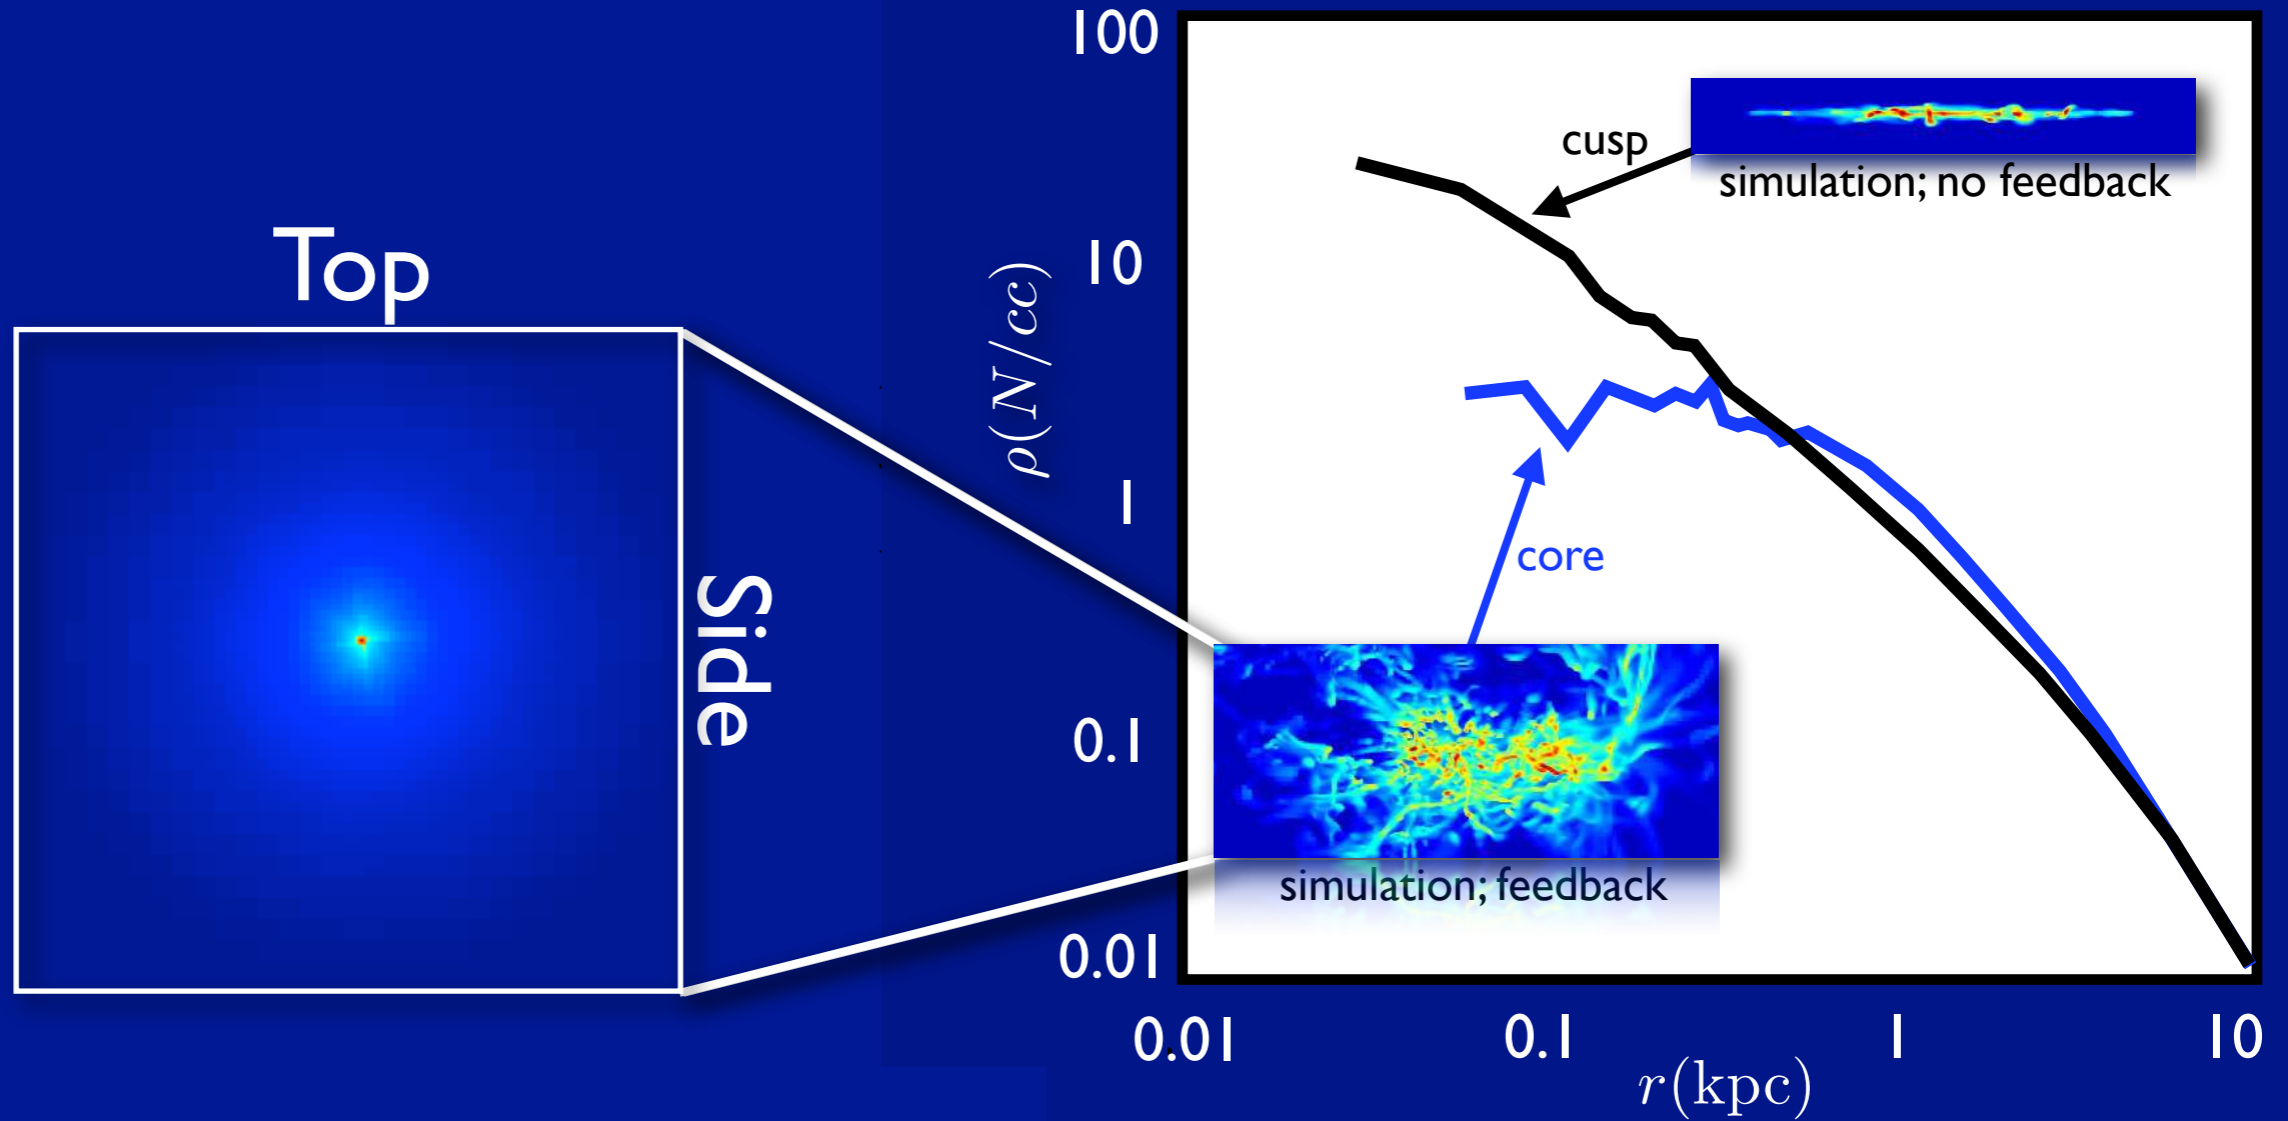 Top
Side
100
10
1
0.1
0.01
ρ(N/cc)
cusp
simulation; no feedback
core
simulation; feedback
0.01
0.1
1
10
r(kpc)